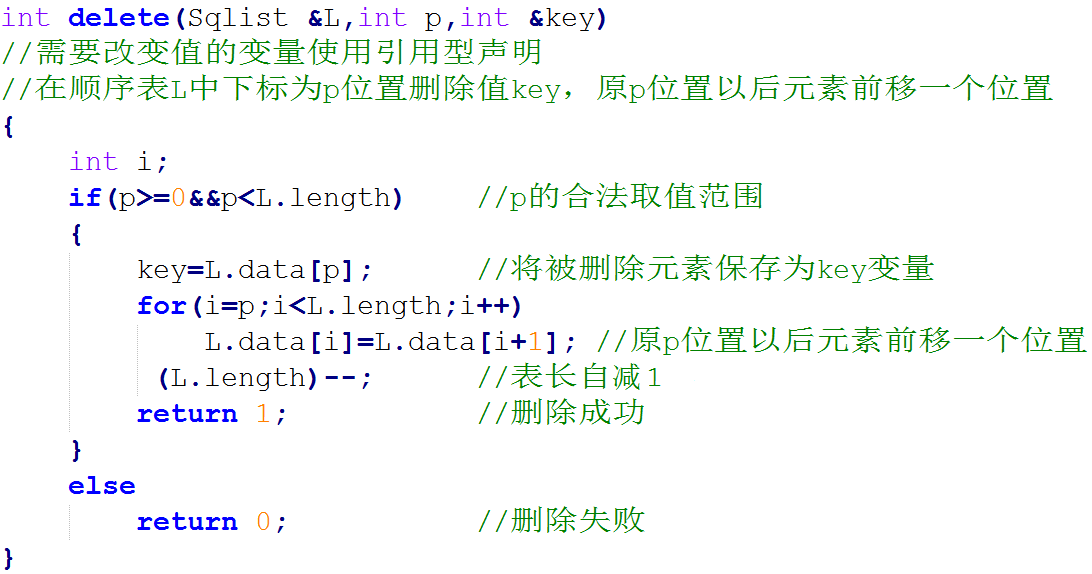 int delete(Sqlist &L,int p,int &key)
//需要改变值的变量使用引用型声明
//在顺序表L中下标为p位置删除值key，原p位置以后元素前移一个位置
{
    int i;
    if(p>=0&&p<L.length)    //p的合法取值范围
    {
        key=L.data[p];      //将被删除元素保存为key变量
        for(i=p;i<L.length;i++)
            L.data[i]=L.data[i+1]; //原p位置以后元素前移一个位置
         (L.length)--;      //表长自减1
        return 1;           //删除成功
    }
    else
        return 0;           //删除失败
}